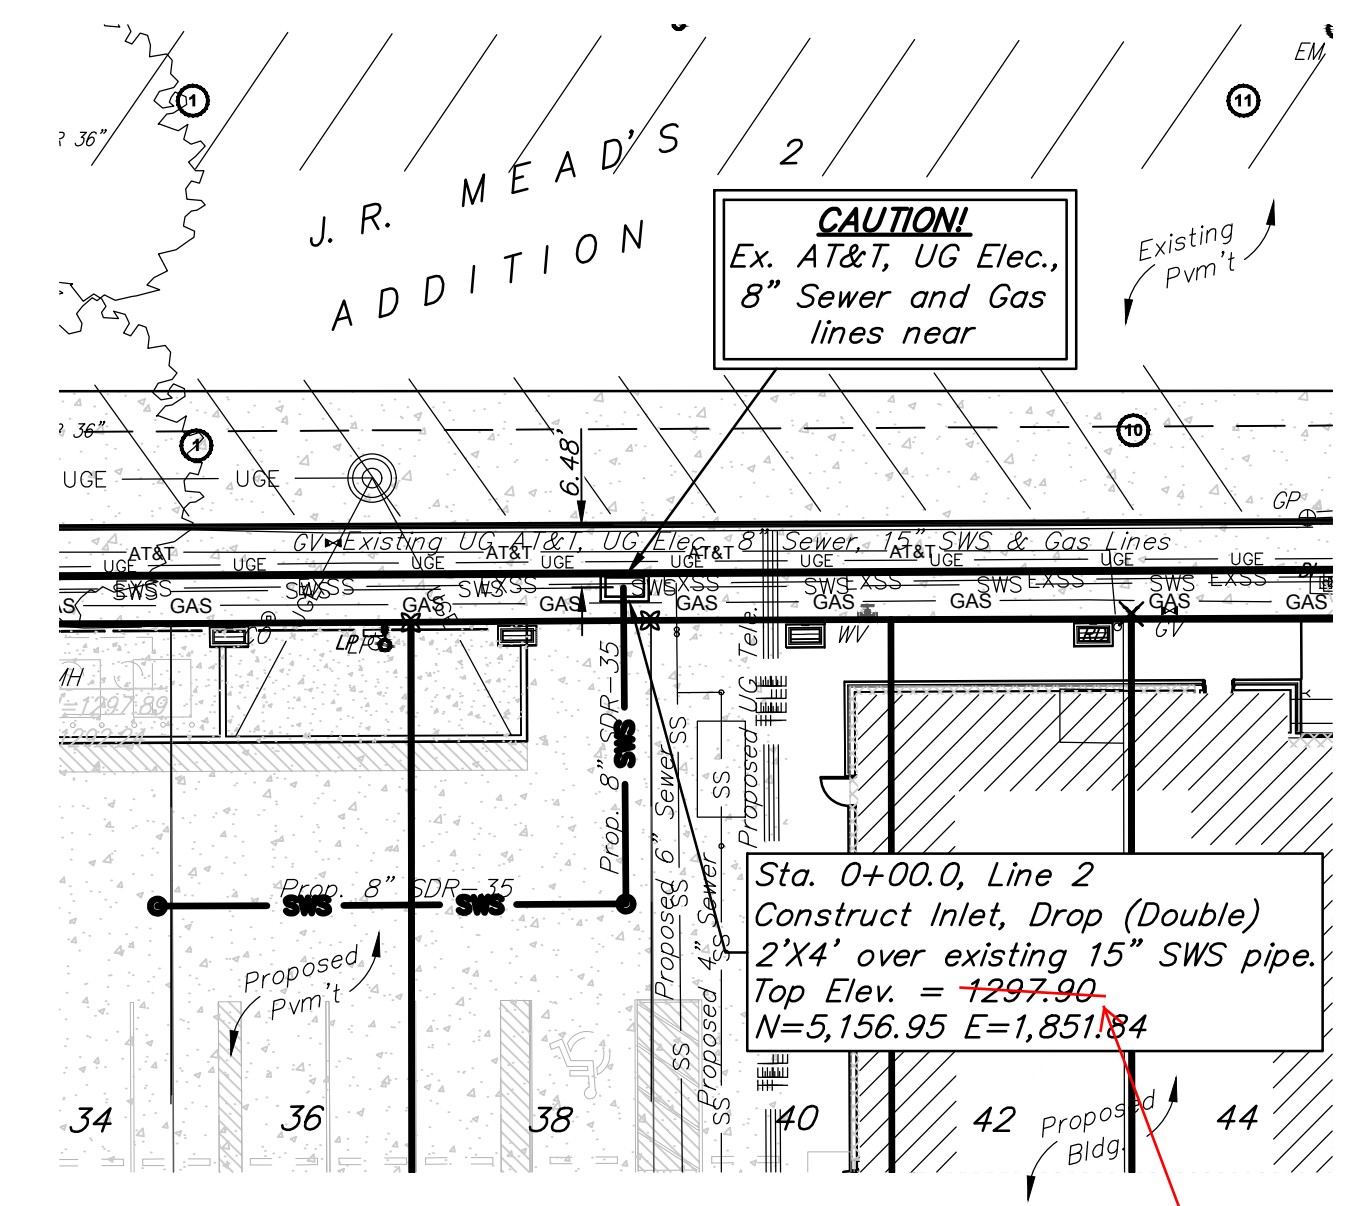 EM
1
11
R 36"
2
J. R. MEAD'S
ADDITION
CAUTION!
Ex. AT&T, UG Elec.,
8" Sewer and Gas
lines near
Existing
Pvm't
R 36"
1
10
6.48'
UGE UGE
GP
GV Existing UG AT&T, UG Elec., 8" Sewer, 15" SWS & Gas Lines
AT&T AT&T AT&T AT&T
UGE UGE UGE UGE UGE UGE UGE
EXSS SWS EXSS SWS EXSS SWS EXSS SWS EXSS SWS EXSS SWS EXSS
GAS GAS GAS GAS GAS GAS GAS GAS GAS
CO
WV
RD
GV
MH
=1297.89
Prop. 8" SDR-35
SWS
Proposed 6" Sewer
SS SS SS SS
Proposed 4" Sewer
SS SS SS
Proposed UG Tele.
Prop. 8" SDR-35
SWS SWS
Proposed
Pvm't
Sta. 0+00.0, Line 2
Construct Inlet, Drop (Double)
2'X4' over existing 15" SWS pipe.
Top Elev. = 1297.90
N=5,156.95 E=1,851.84
34 36 38 40 42 44
Proposed
Bldg.